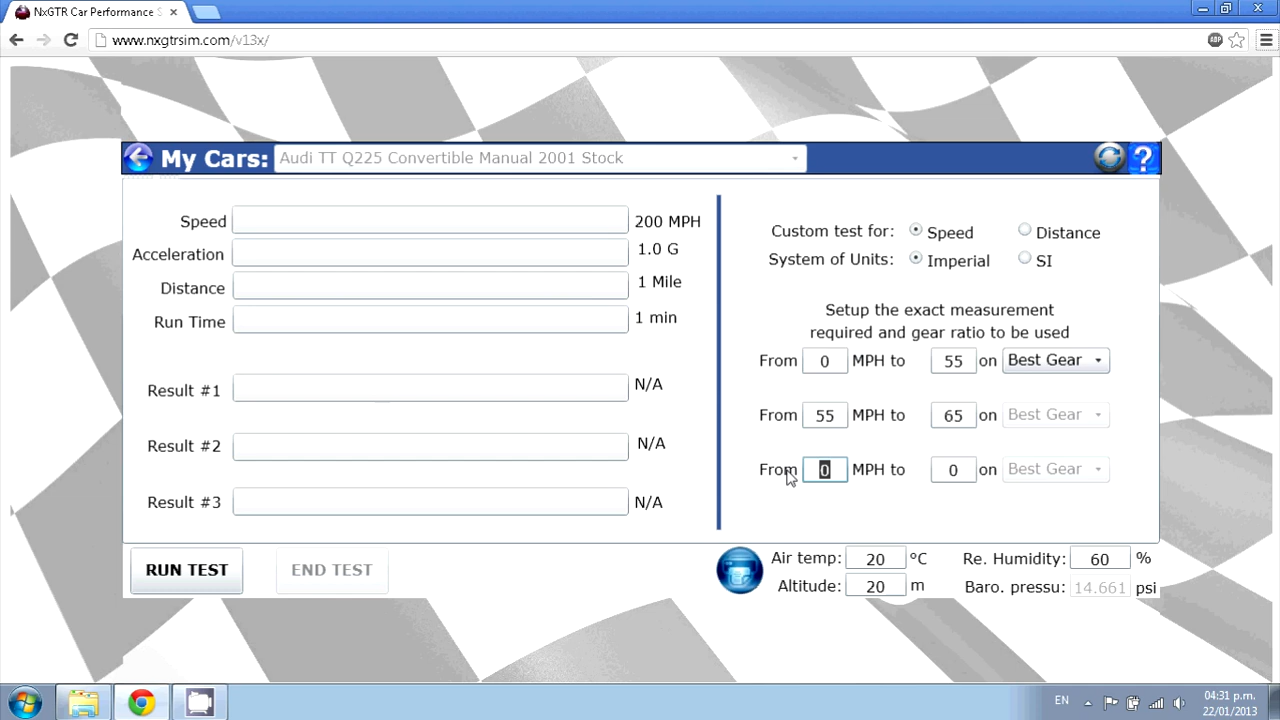 NxGTR Car Performance S
www.nxgtrsim.com/v13x/
ABP
My Cars: Audi TT Q225 Convertible Manual 2001 Stock ?
Speed 200 MPH
Acceleration 1.0 G
Distance 1 Mile
Run Time 1 min
Result #1 N/A
Result #2 N/A
Result #3 N/A
Custom test for: Speed Distance
System of Units: Imperial SI
Setup the exact measurement
required and gear ratio to be used
From 0 MPH to 55 on Best Gear
From 55 MPH to 65 on Best Gear
From 0 MPH to 0 on Best Gear
RUN TEST END TEST
Air temp: 20 °C Re. Humidity: 60 %
Altitude: 20 m Baro. pressu: 14.661 psi
EN 04:31 p.m.
22/01/2013